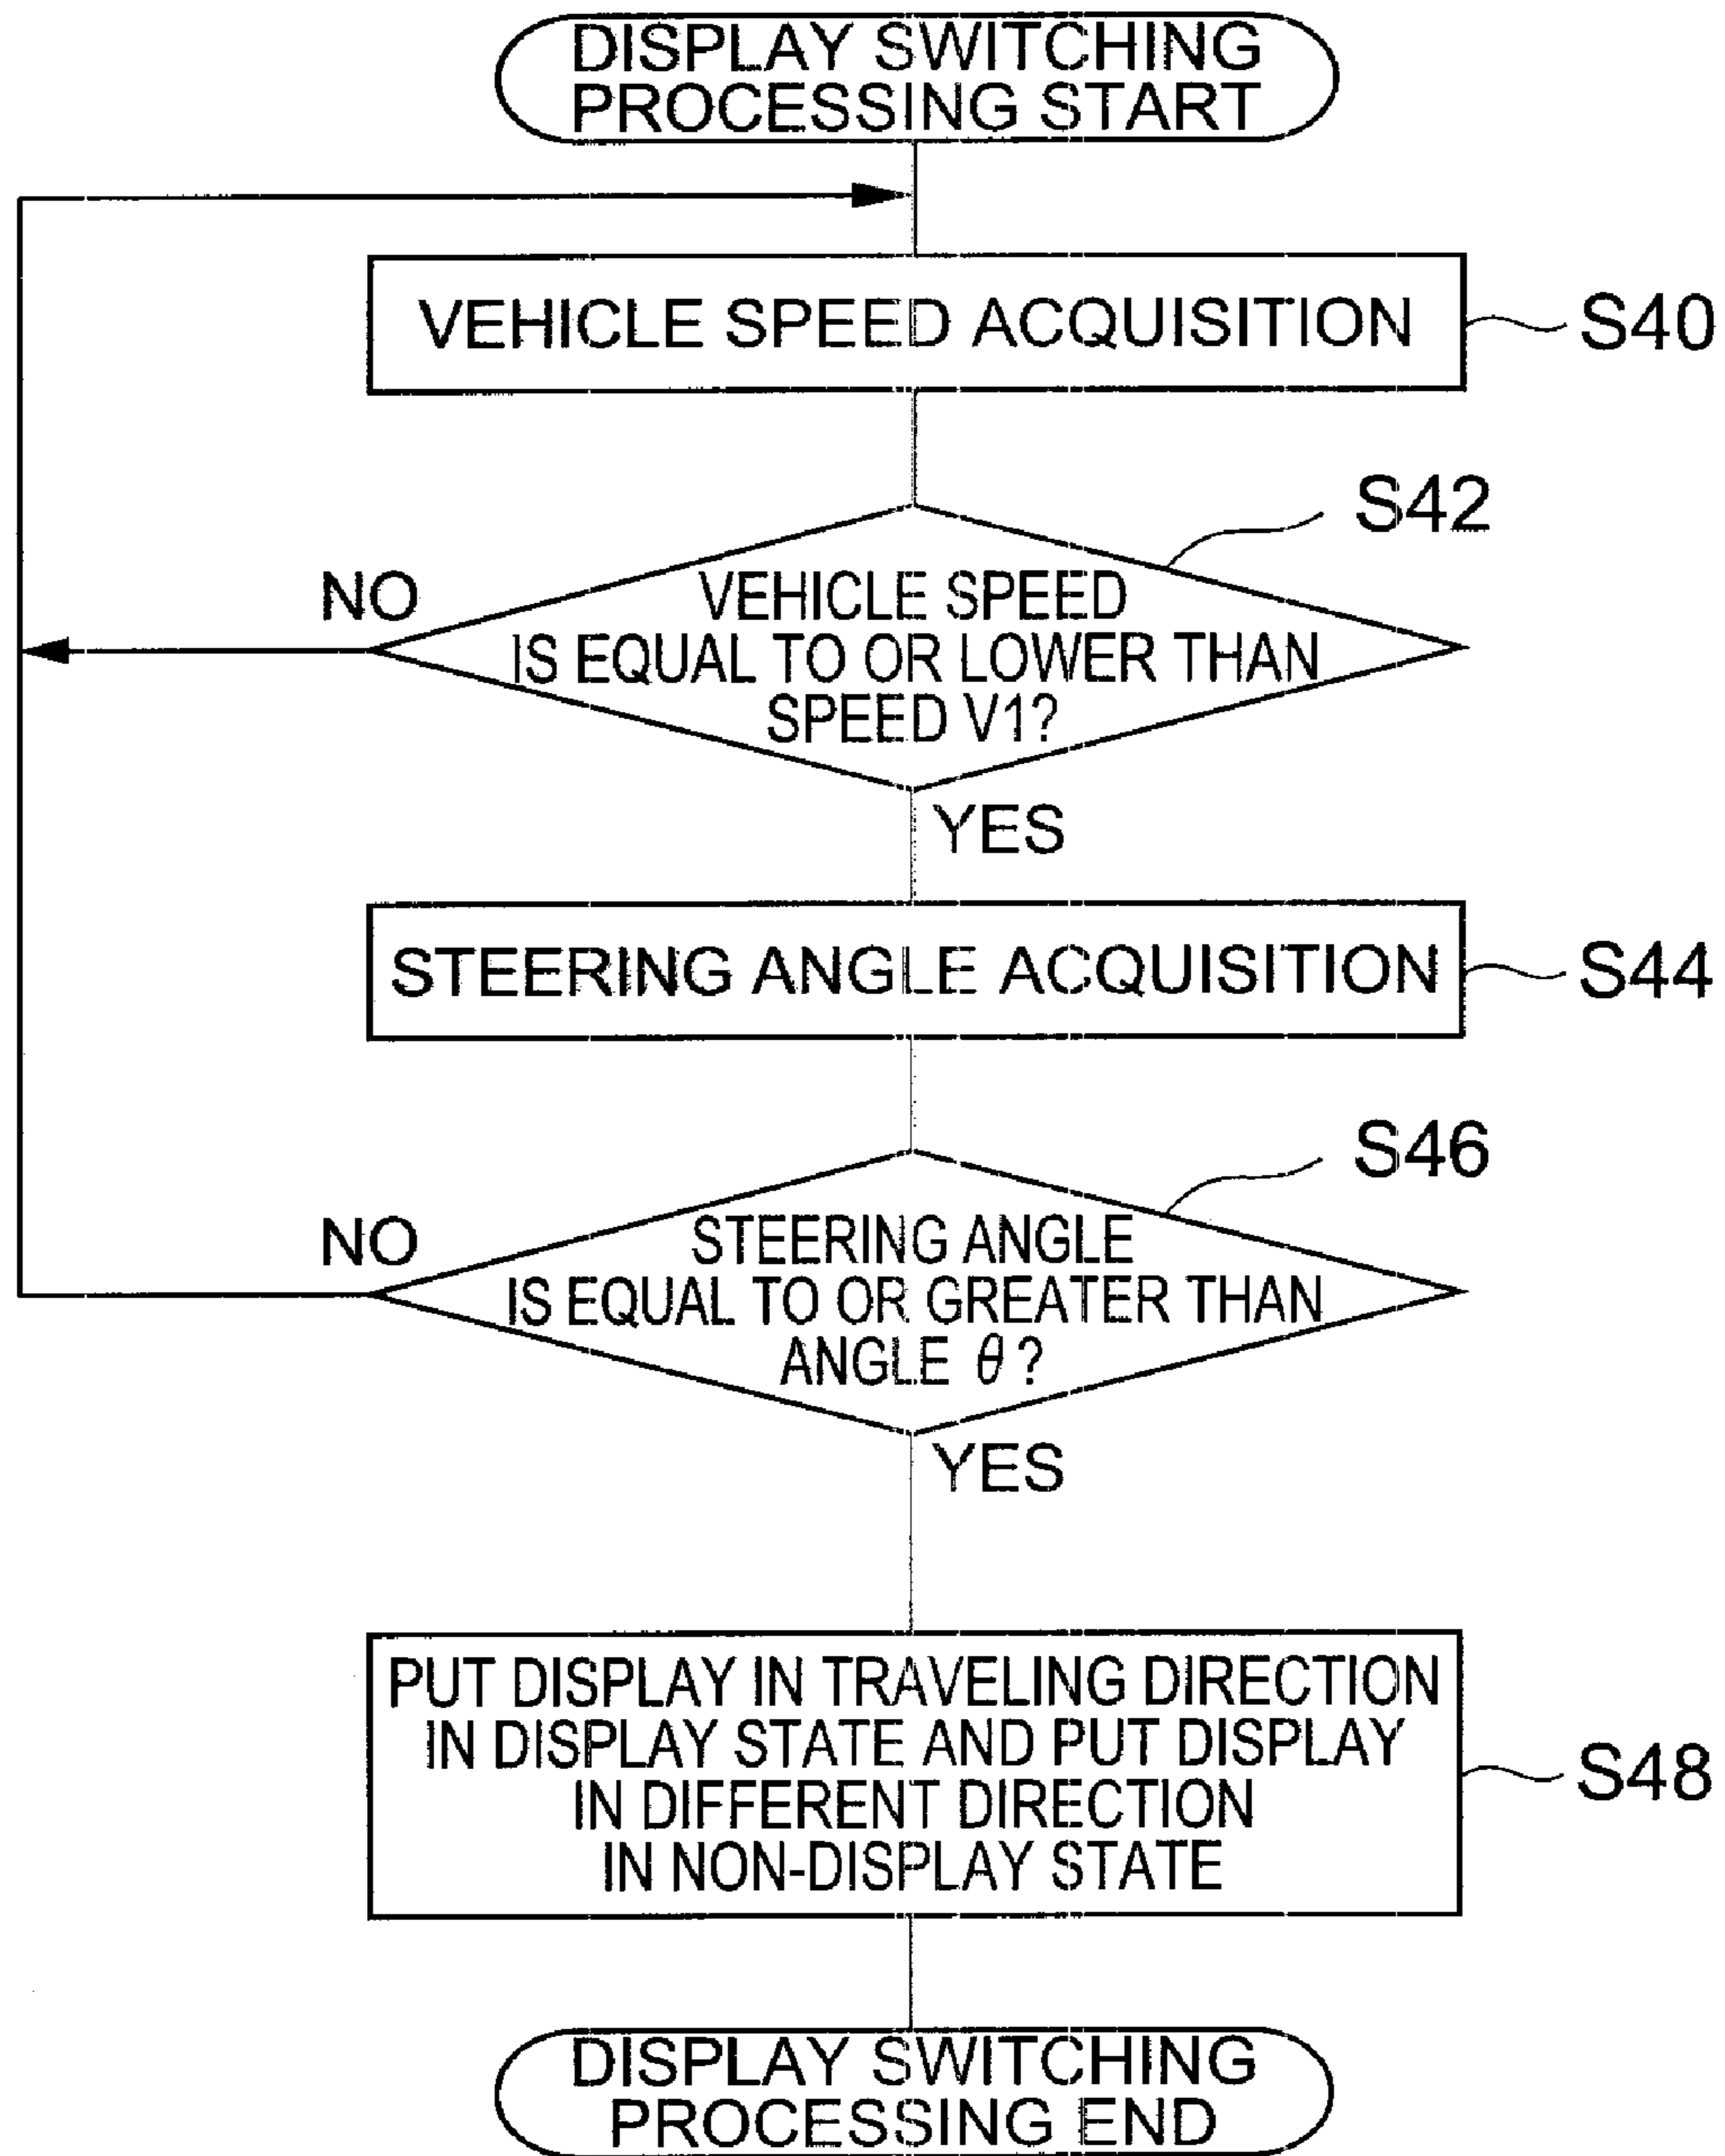 DISPLAY SWITCHING
PROCESSING START
VEHICLE SPEED ACQUISITION
S40
S42
NO
VEHICLE SPEED
IS EQUAL TO OR LOWER THAN
SPEED V1?
YES
STEERING ANGLE ACQUISITION
S44
S46
NO
STEERING ANGLE
IS EQUAL TO OR GREATER THAN
ANGLE θ?
YES
PUT DISPLAY IN TRAVELING DIRECTION
IN DISPLAY STATE AND PUT DISPLAY
IN DIFFERENT DIRECTION
IN NON-DISPLAY STATE
S48
DISPLAY SWITCHING
PROCESSING END